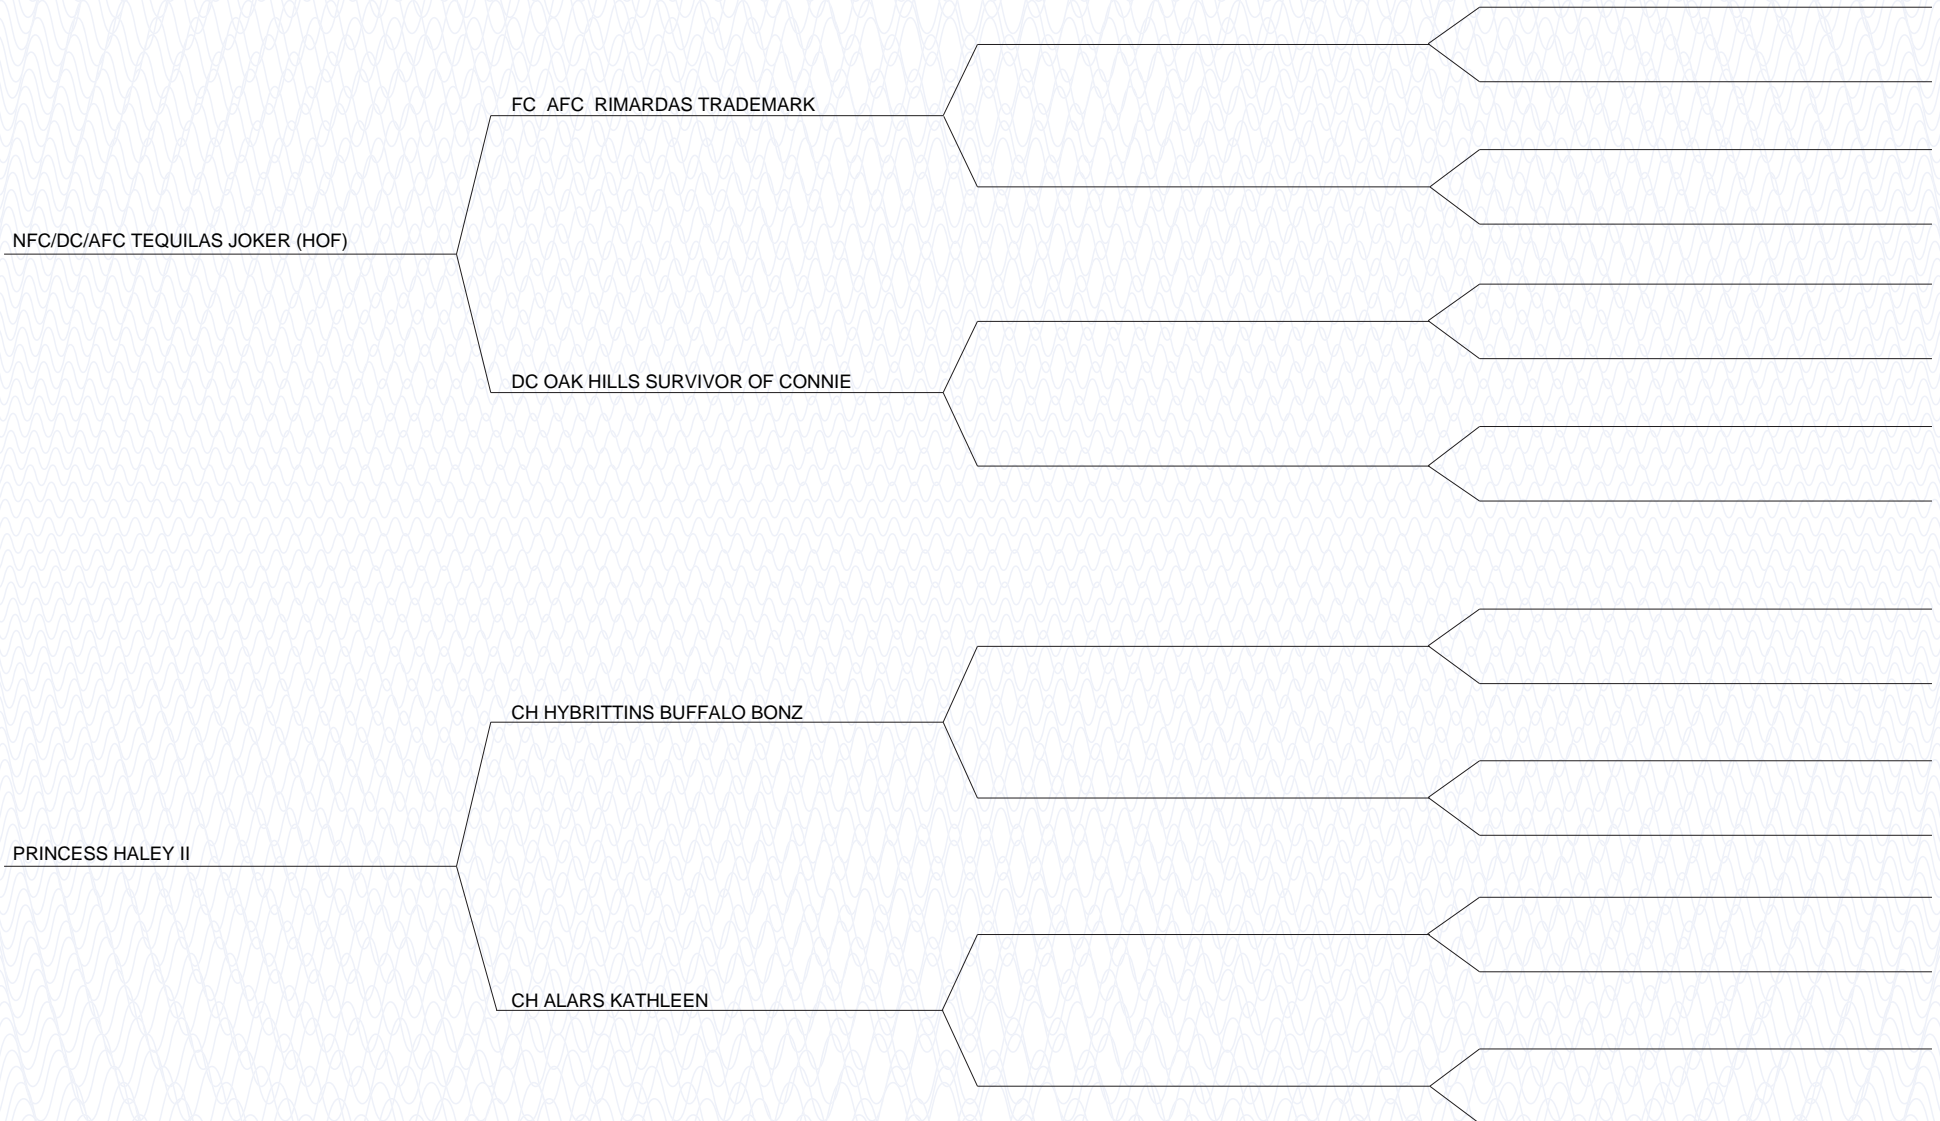 FC  AFC  RIMARDAS TRADEMARK
NFC/DC/AFC TEQUILAS JOKER (HOF)
DC OAK HILLS SURVIVOR OF CONNIE
CH HYBRITTINS BUFFALO BONZ
PRINCESS HALEY II
CH ALARS KATHLEEN